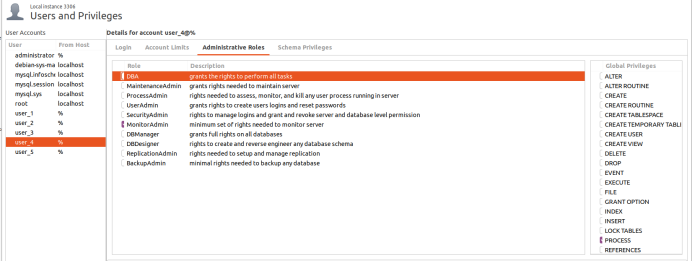 Local instance 3306
Users and Privileges
User Accounts
Details for account user_4@%
User From Host
administrator %
debian-sys-ma localhost
mysql.infosche localhost
mysql.session localhost
mysql.sys localhost
root localhost
user_1 %
user_2 %
user_3 %
user_4 %
user_5 %
Login Account Limits Administrative Roles Schema Privileges
Role Description
DBA grants the rights to perform all tasks
MaintenanceAdmin grants rights needed to maintain server
ProcessAdmin rights needed to assess, monitor, and kill any user process running in server
UserAdmin grants rights to create users logins and reset passwords
SecurityAdmin rights to manage logins and grant and revoke server and database level permission
MonitorAdmin minimum set of rights needed to monitor server
DBManager grants full rights on all databases
DBDesigner rights to create and reverse engineer any database schema
ReplicationAdmin rights needed to setup and manage replication
BackupAdmin minimal rights needed to backup any database
Global Privileges
ALTER
ALTER ROUTINE
CREATE
CREATE ROUTINE
CREATE TABLESPACE
CREATE TEMPORARY TABLI
CREATE USER
CREATE VIEW
DELETE
DROP
EVENT
EXECUTE
FILE
GRANT OPTION
INDEX
INSERT
LOCK TABLES
PROCESS
REFERENCES